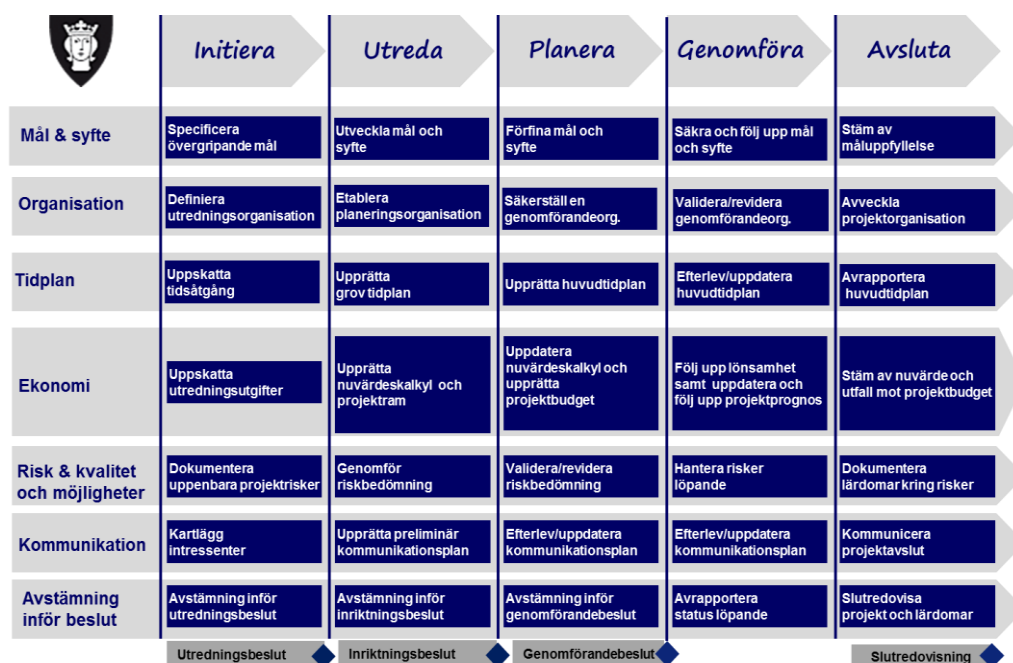 Initiera
Utreda
Planera
Genomföra
Avsluta
Mål & syfte
Specificera
övergripande mål
Utveckla mål och
syfte
Förfina mål och
syfte
Säkra och följ upp mål
och syfte
Stäm av
måluppfyllelse
Organisation
Definiera
utredningsorganisation
Etablera
planeringsorganisation
Säkerställ en
genomförandeorg.
Validera/revidera
genomförandeorg.
Avveckla
projektorganisation
Tidplan
Uppskatta
tidsåtgång
Upprätta
grov tidplan
Upprätta huvudtidplan
Efterlev/uppdatera
huvudtidplan
Avrapportera
huvudtidplan
Ekonomi
Uppskatta
utredningsutgifter
Upprätta
nuvärdeskalkyl och
projektram
Uppdatera
nuvärdeskalkyl och
upprätta
projektbudget
Följ upp lönsamhet
samt uppdatera och
följ upp projektprognos
Stäm av nuvärde och
utfall mot projektbudget
Risk & kvalitet
och möjligheter
Dokumentera
uppenbara projektrisker
Genomför
riskbedömning
Validera/revidera
riskbedömning
Hantera risker
löpande
Dokumentera
lärdomar kring risker
Kommunikation
Kartlägg
intressenter
Upprätta preliminär
kommunikationsplan
Efterlev/uppdatera
kommunikationsplan
Efterlev/uppdatera
kommunikationsplan
Kommunicera
projektavslut
Avstämning
inför beslut
Avstämning inför
utredningsbeslut
Avstämning inför
inriktningsbeslut
Avstämning inför
genomförandebeslut
Avrapportera
status löpande
Slutredovisa
projekt och lärdomar
Utredningsbeslut
Inriktningsbeslut
Genomförandebeslut
Slutredovisning